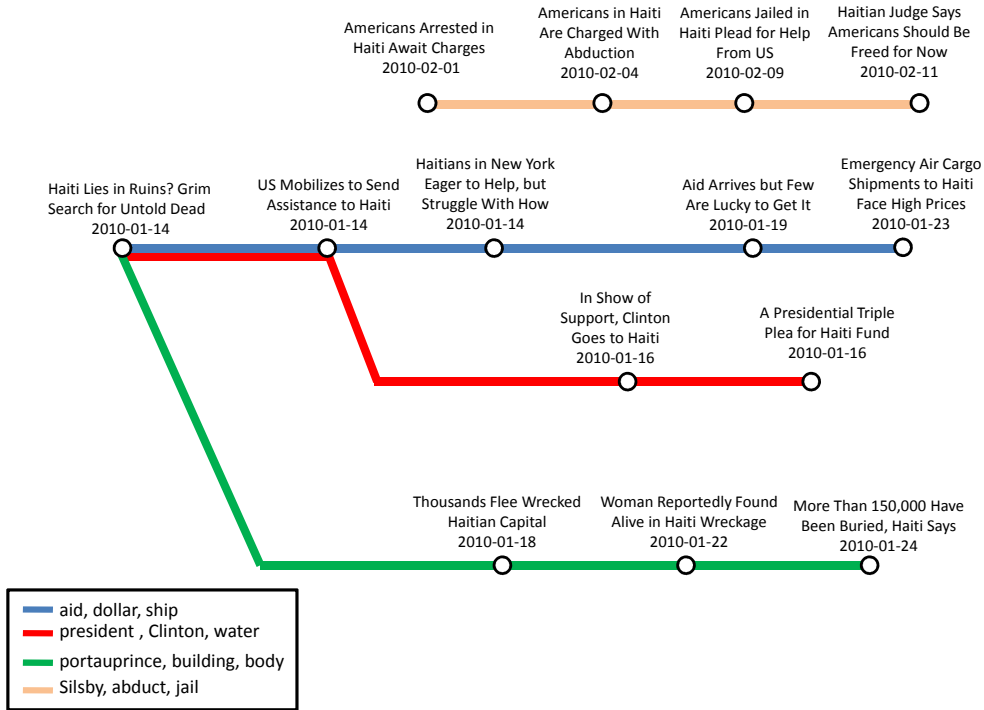 Americans Arrested in
Haiti Await Charges
2010-02-01
Americans in Haiti
Are Charged With
Abduction
2010-02-04
Americans Jailed in
Haiti Plead for Help
From US
2010-02-09
Haitian Judge Says
Americans Should Be
Freed for Now
2010-02-11
Haiti Lies in Ruins? Grim
Search for Untold Dead
2010-01-14
US Mobilizes to Send
Assistance to Haiti
2010-01-14
Haitians in New York
Eager to Help, but
Struggle With How
2010-01-14
Aid Arrives but Few
Are Lucky to Get It
2010-01-19
Emergency Air Cargo
Shipments to Haiti
Face High Prices
2010-01-23
In Show of
Support, Clinton
Goes to Haiti
2010-01-16
A Presidential Triple
Plea for Haiti Fund
2010-01-16
Thousands Flee Wrecked
Haitian Capital
2010-01-18
Woman Reportedly Found
Alive in Haiti Wreckage
2010-01-22
More Than 150,000 Have
Been Buried, Haiti Says
2010-01-24
aid, dollar, ship
president , Clinton, water
portauprince, building, body
Silsby, abduct, jail